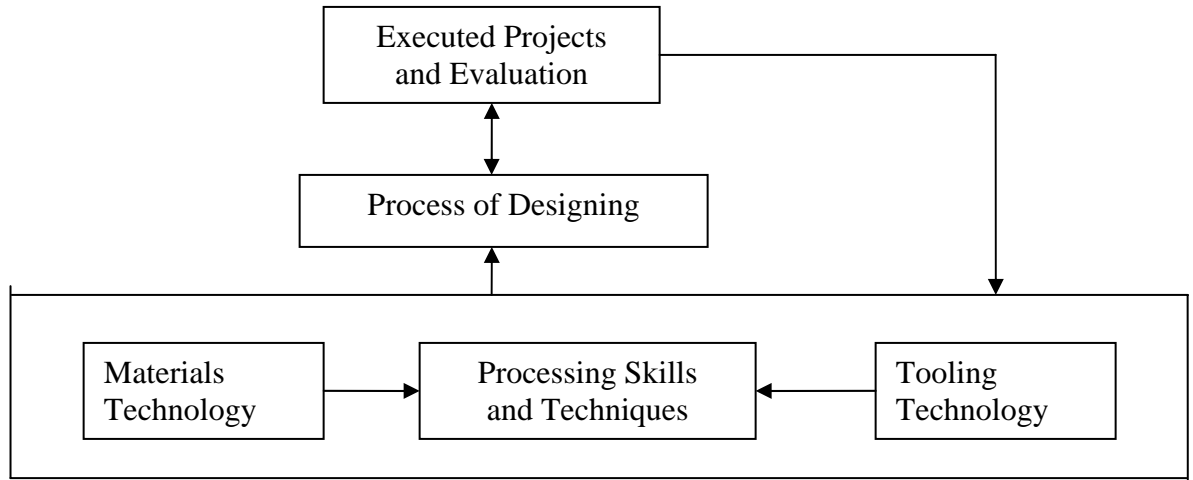 Executed Projects
and Evaluation
Process of Designing
Materials
Technology
Processing Skills
and Techniques
Tooling
Technology